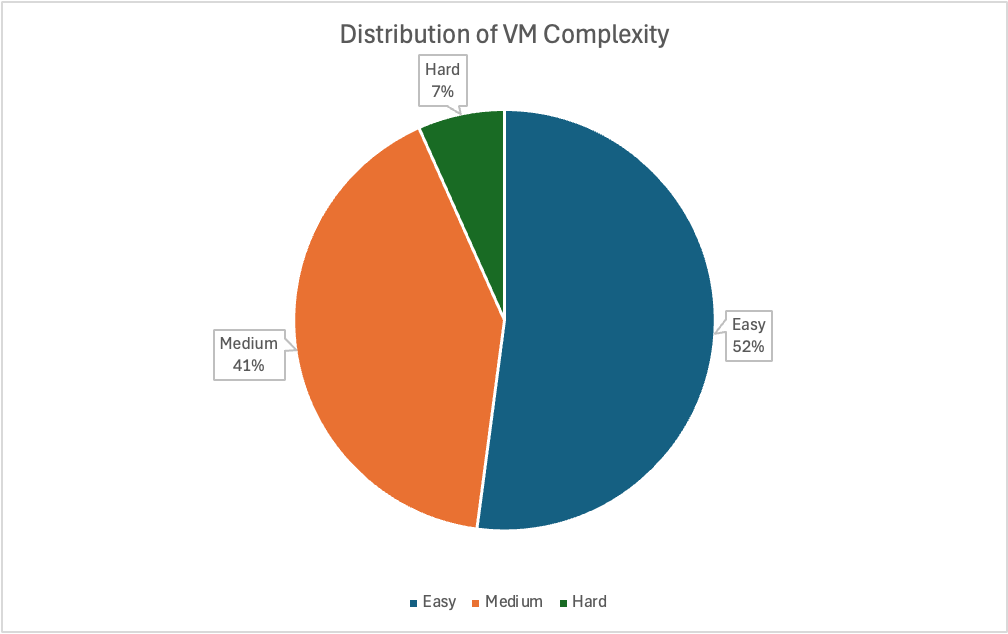 Distribution of VM Complexity
Hard
7%
Easy
52%
Medium
41%
Easy Medium Hard